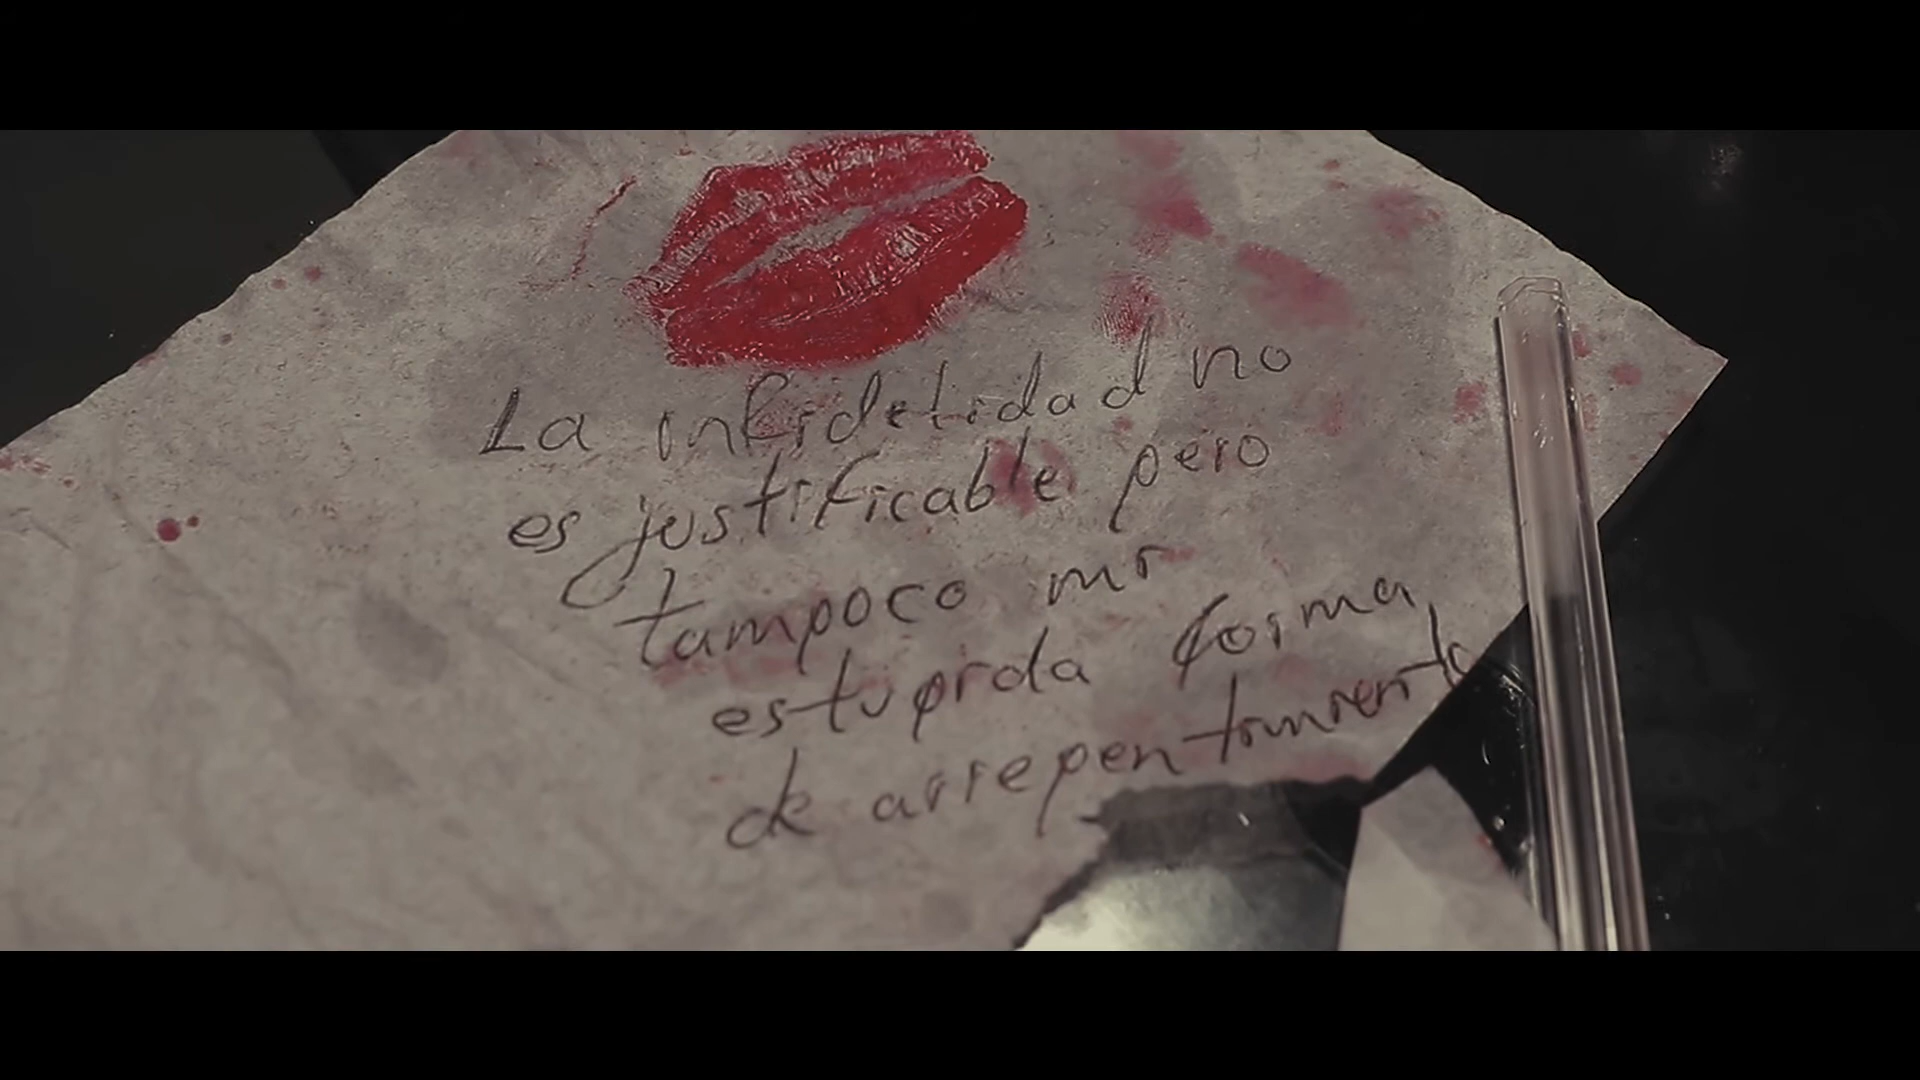 La infidelidad no
es justificable pero
tampoco mi
estupida forma
de arrepentimiento